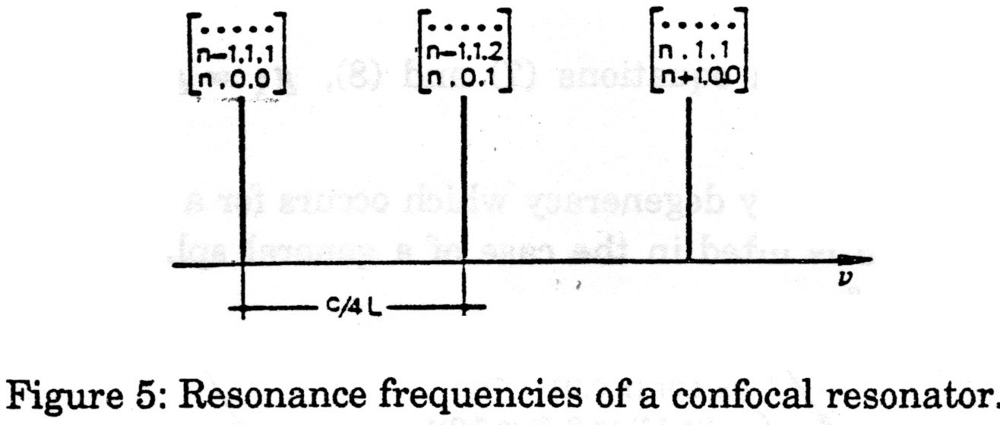 .....
n-1.1.1
n.0.0
.....
n-1.1.2
n.0.1
.....
n.1.1
n+1.0.0
ν
c/4L
Figure 5: Resonance frequencies of a confocal resonator.